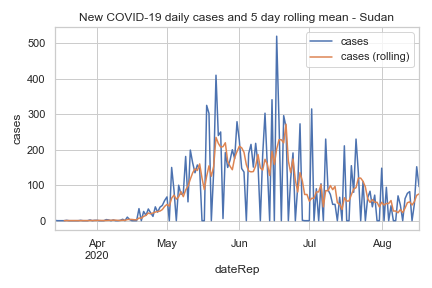 New COVID-19 daily cases and 5 day rolling mean - Sudan
cases
cases (rolling)
500
400
300
200
100
0
cases
Apr May Jun Jul Aug
2020
dateRep